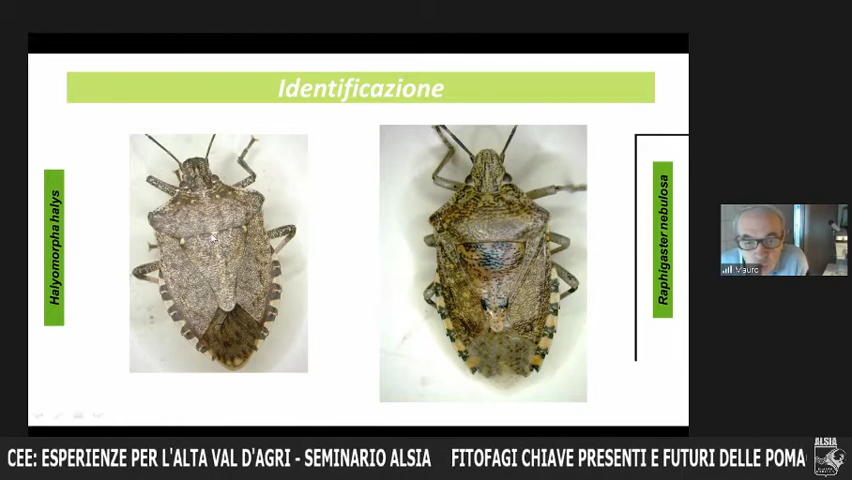 Identificazione
Halyomorpha halys
Raphigaster nebulosa
Mauro
CEE: ESPERIENZE PER L'ALTA VAL D'AGRI - SEMINARIO ALSIA FITOFAGI CHIAVE PRESENTI E FUTURI DELLE POMA
ALSIA